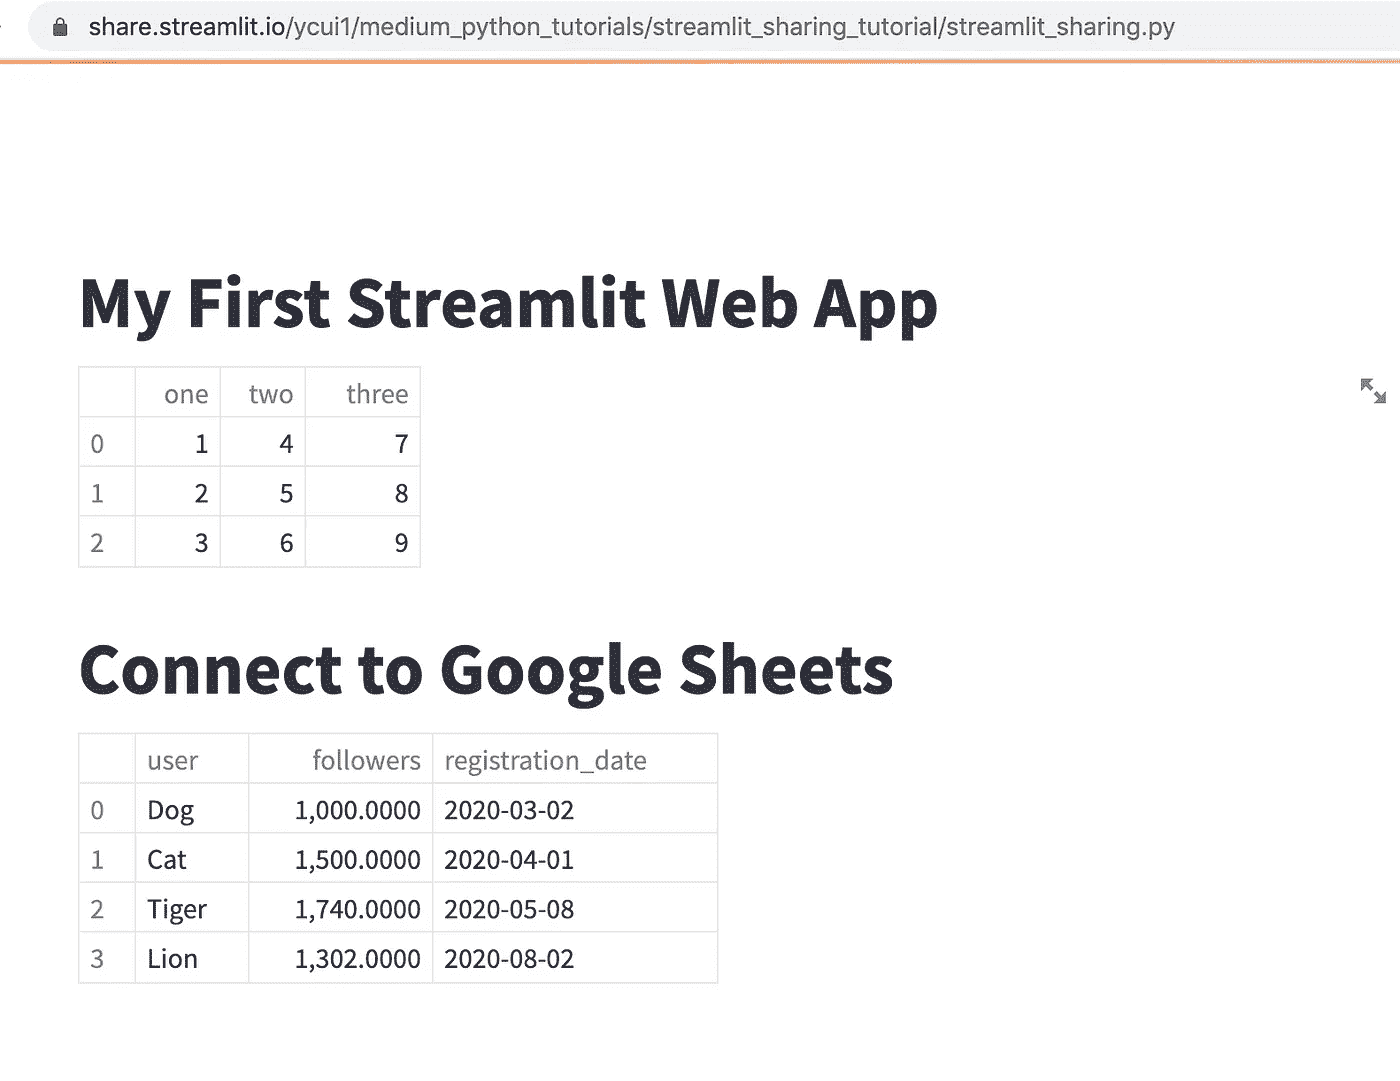 share.streamlit.io/ycui1/medium_python_tutorials/streamlit_sharing_tutorial/streamlit_sharing.py
My First Streamlit Web App
one two three
0 1 4 7
1 2 5 8
2 3 6 9
Connect to Google Sheets
user followers registration_date
0 Dog 1,000.0000 2020-03-02
1 Cat 1,500.0000 2020-04-01
2 Tiger 1,740.0000 2020-05-08
3 Lion 1,302.0000 2020-08-02